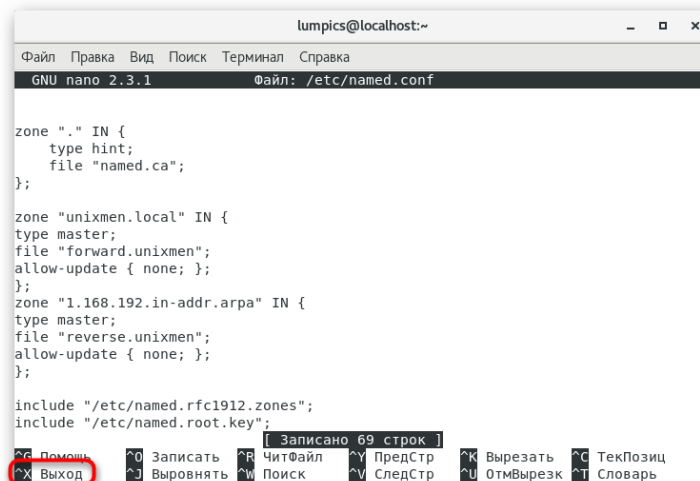 lumpics@localhost:~
Файл Правка Вид Поиск Терминал Справка
GNU nano 2.3.1 Файл: /etc/named.conf
zone "." IN {
    type hint;
    file "named.ca";
};
zone "unixmen.local" IN {
type master;
file "forward.unixmen";
allow-update { none; };
};
zone "1.168.192.in-addr.arpa" IN {
type master;
file "reverse.unixmen";
allow-update { none; };
};
include "/etc/named.rfc1912.zones";
include "/etc/named.root.key";
[ Записано 69 строк ]
^G Помощь ^O Записать ^R ЧитФайл ^Y ПредСтр ^K Вырезать ^C ТекПозиц
^X Выход ^J Выровнять ^W Поиск ^V СледСтр ^U ОтмВырезк ^T Словарь